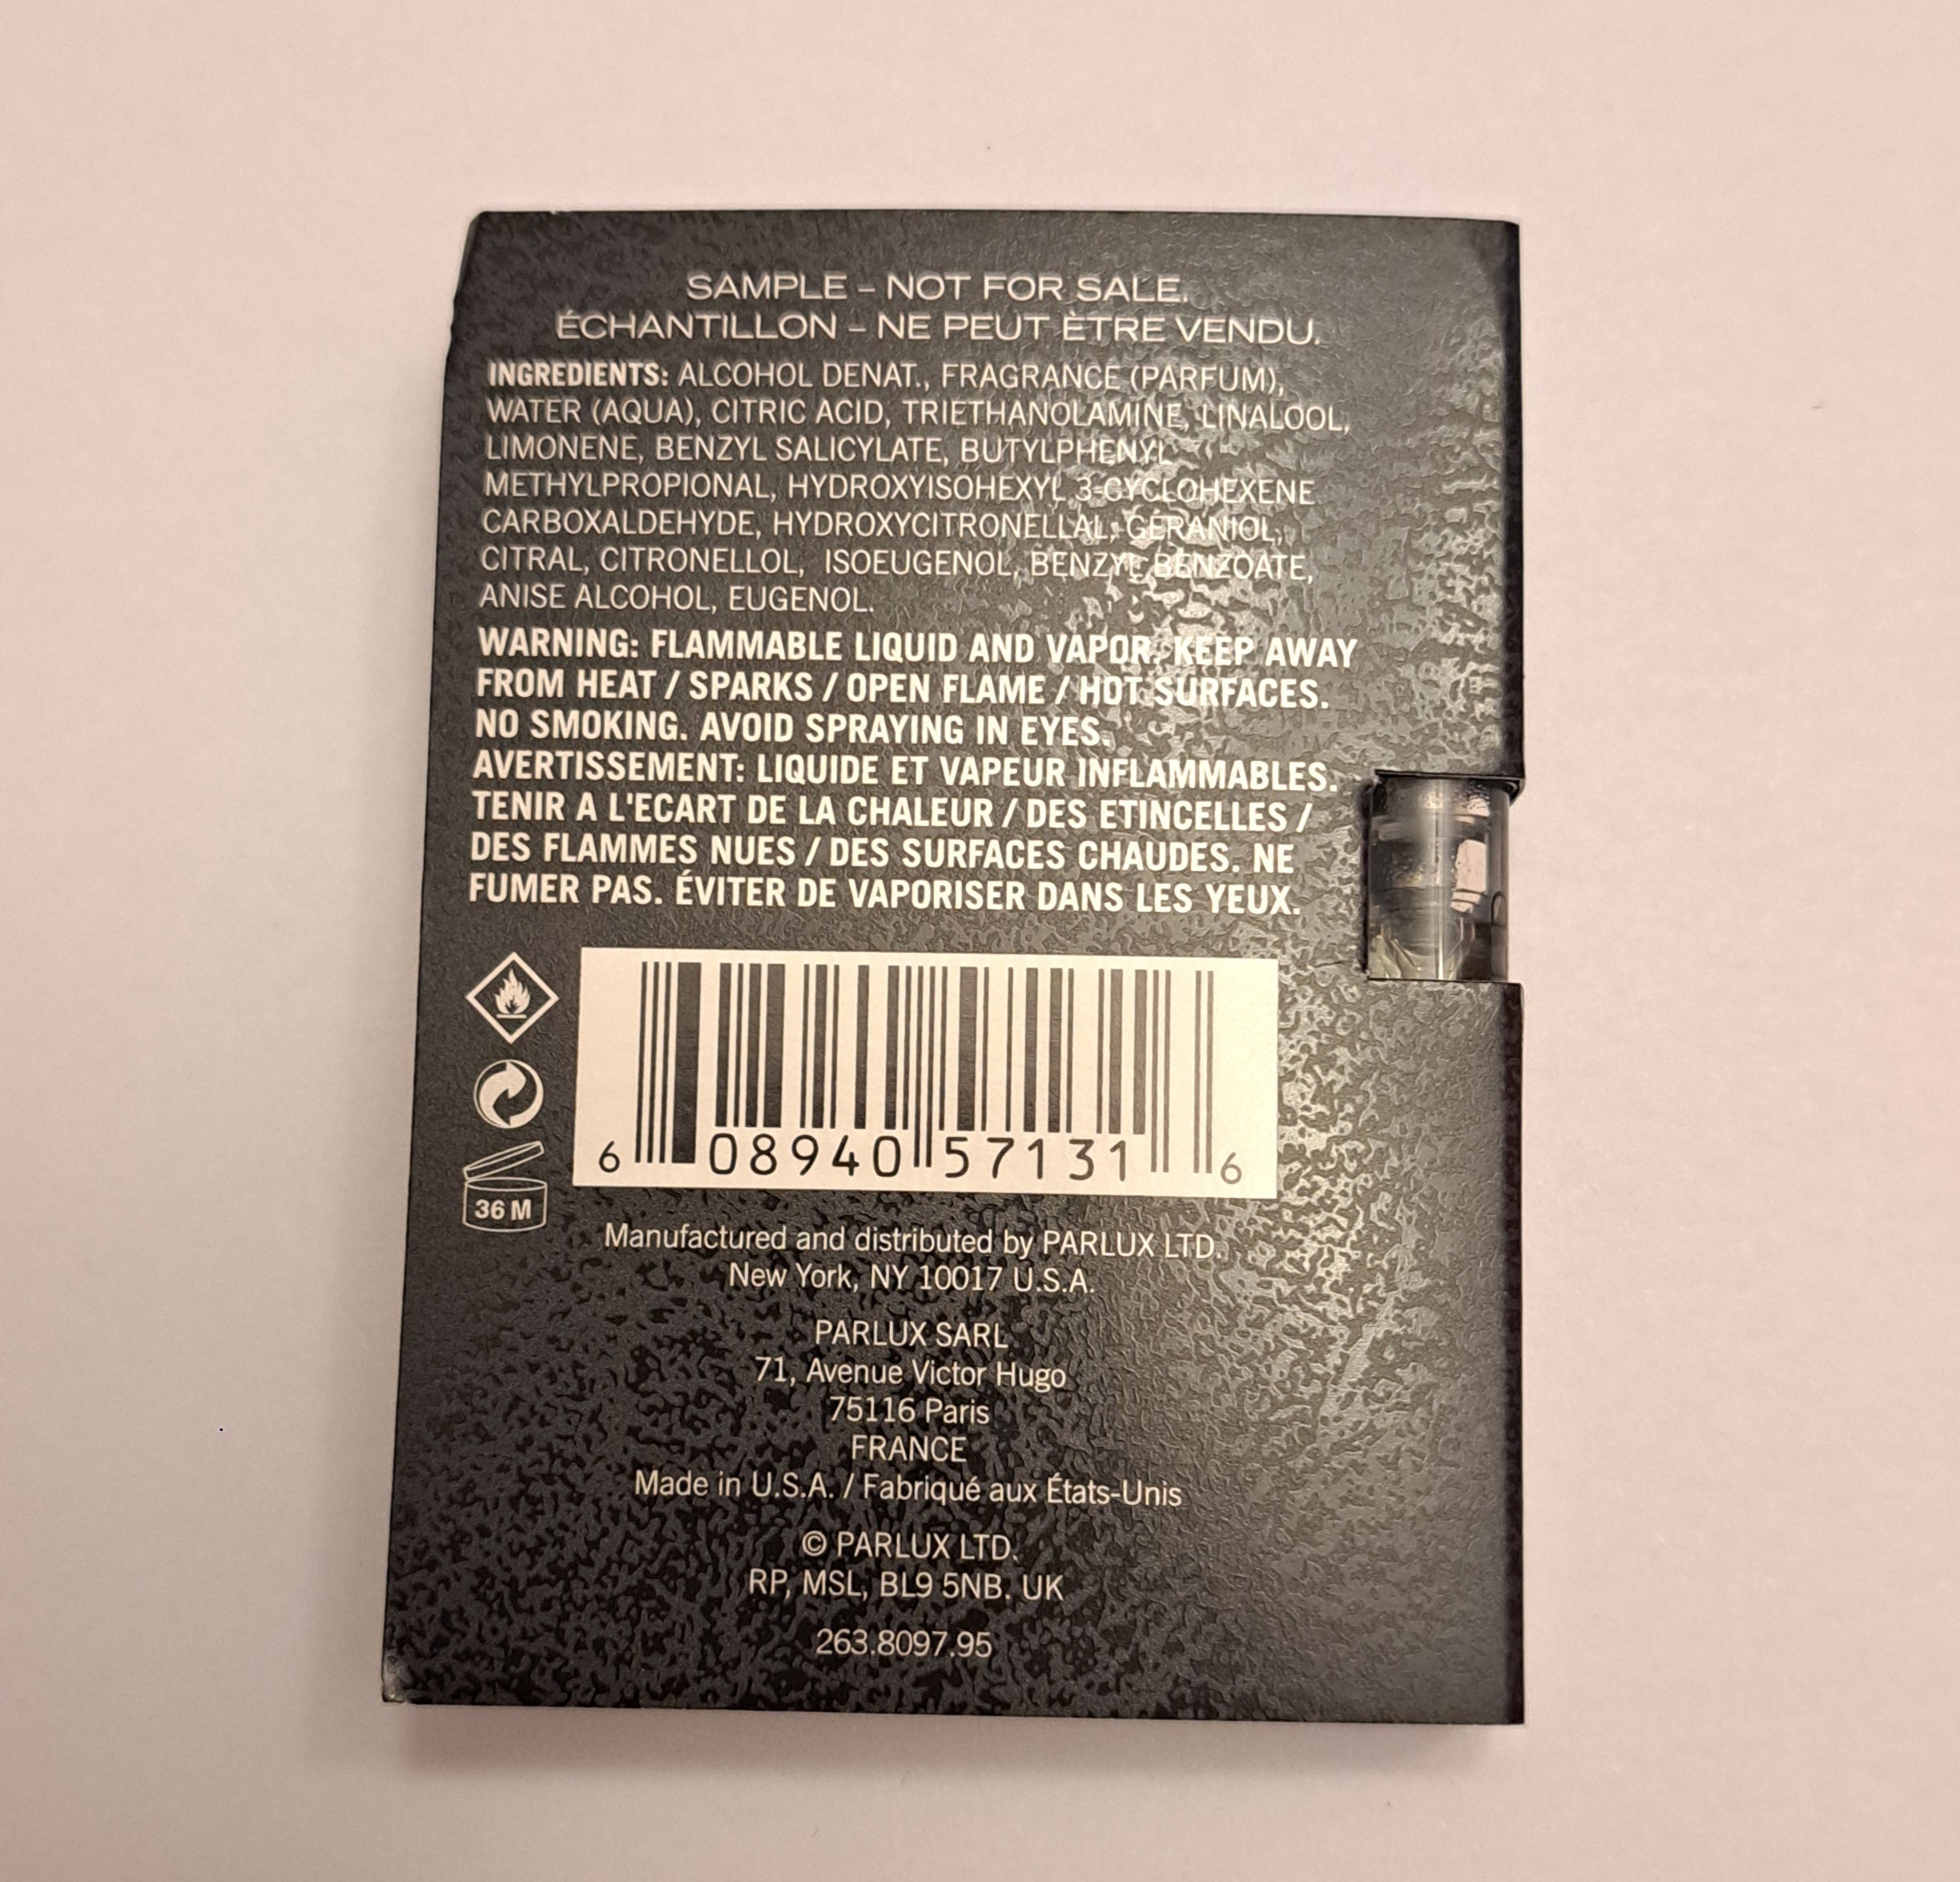 SAMPLE – NOT FOR SALE.
ÉCHANTILLON – NE PEUT ÊTRE VENDU.
INGREDIENTS: ALCOHOL DENAT., FRAGRANCE (PARFUM),
WATER (AQUA), CITRIC ACID, TRIETHANOLAMINE, LINALOOL,
LIMONENE, BENZYL SALICYLATE, BUTYLPHENYL
METHYLPROPIONAL, HYDROXYISOHEXYL 3-CYCLOHEXENE
CARBOXALDEHYDE, HYDROXYCITRONELLAL, GERANIOL,
CITRAL, CITRONELLOL, ISOEUGENOL, BENZYL BENZOATE,
ANISE ALCOHOL, EUGENOL.
WARNING: FLAMMABLE LIQUID AND VAPOR. KEEP AWAY
FROM HEAT / SPARKS / OPEN FLAME / HOT SURFACES.
NO SMOKING. AVOID SPRAYING IN EYES.
AVERTISSEMENT: LIQUIDE ET VAPEUR INFLAMMABLES.
TENIR A L'ECART DE LA CHALEUR / DES ETINCELLES /
DES FLAMMES NUES / DES SURFACES CHAUDES. NE
FUMER PAS. ÉVITER DE VAPORISER DANS LES YEUX.
6 08940 57131 6
36 M
Manufactured and distributed by PARLUX LTD.
New York, NY 10017 U.S.A.
PARLUX SARL
71, Avenue Victor Hugo
75116 Paris
FRANCE
Made in U.S.A. / Fabriqué aux États-Unis
© PARLUX LTD.
RP, MSL, BL9 5NB. UK
263.8097.95